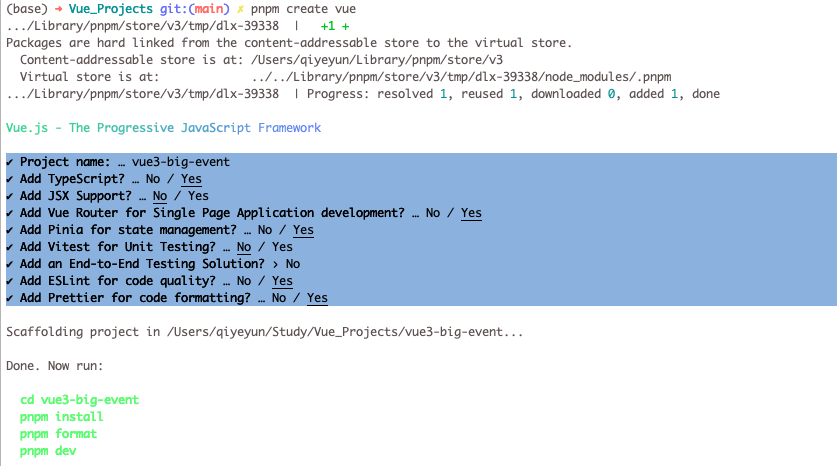 (base) → Vue_Projects git:(main) ✗ pnpm create vue
.../Library/pnpm/store/v3/tmp/dlx-39338 | +1 +
Packages are hard linked from the content-addressable store to the virtual store.
Content-addressable store is at: /Users/qiyeyun/Library/pnpm/store/v3
Virtual store is at: ../../Library/pnpm/store/v3/tmp/dlx-39338/node_modules/.pnpm
.../Library/pnpm/store/v3/tmp/dlx-39338 | Progress: resolved 1, reused 1, downloaded 0, added 1, done
Vue.js - The Progressive JavaScript Framework
✔ Project name: … vue3-big-event
✔ Add TypeScript? … No / Yes
✔ Add JSX Support? … No / Yes
✔ Add Vue Router for Single Page Application development? … No / Yes
✔ Add Pinia for state management? … No / Yes
✔ Add Vitest for Unit Testing? … No / Yes
✔ Add an End-to-End Testing Solution? › No
✔ Add ESLint for code quality? … No / Yes
✔ Add Prettier for code formatting? … No / Yes
Scaffolding project in /Users/qiyeyun/Study/Vue_Projects/vue3-big-event...
Done. Now run:
cd vue3-big-event
pnpm install
pnpm format
pnpm dev